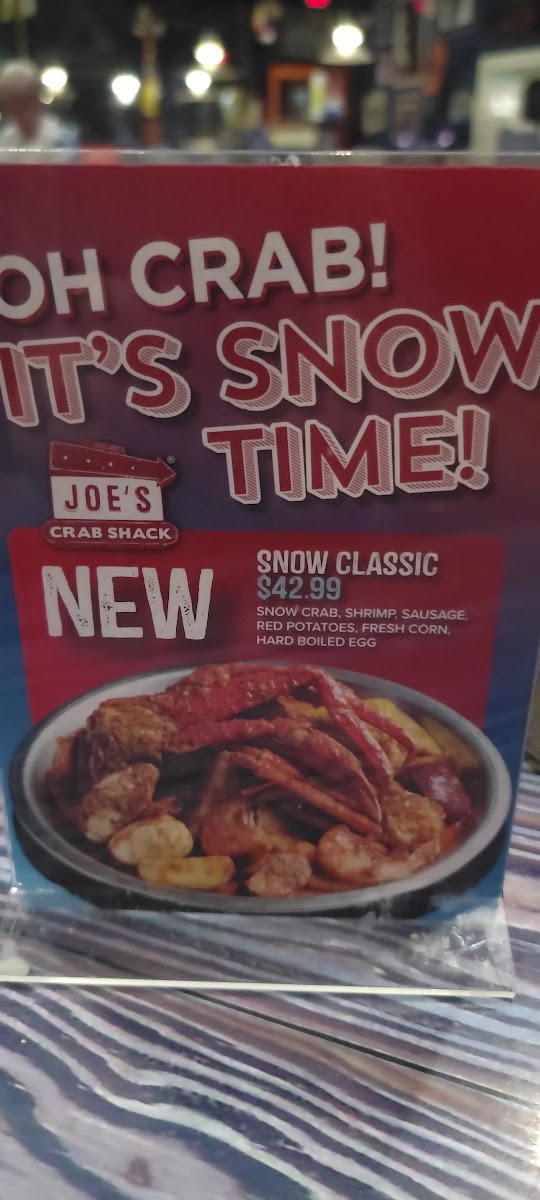 OH CRAB!
IT'S SNOW
TIME!
JOE'S
CRAB SHACK
®
NEW
SNOW CLASSIC
$42.99
SNOW CRAB, SHRIMP, SAUSAGE,
RED POTATOES, FRESH CORN,
HARD BOILED EGG